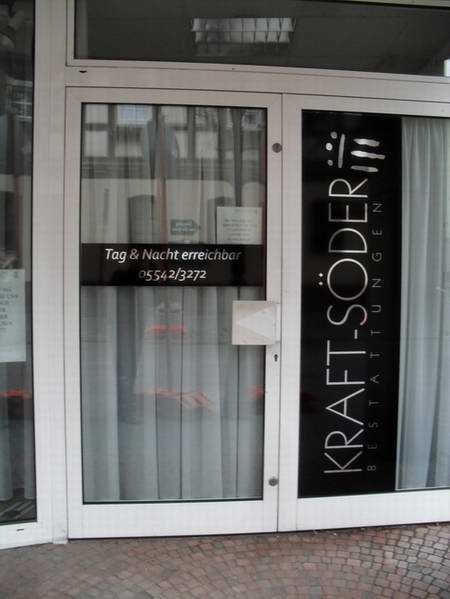 Tag & Nacht erreichbar
05542/3272
KRAFT-SÖDER
BESTATTUNGEN